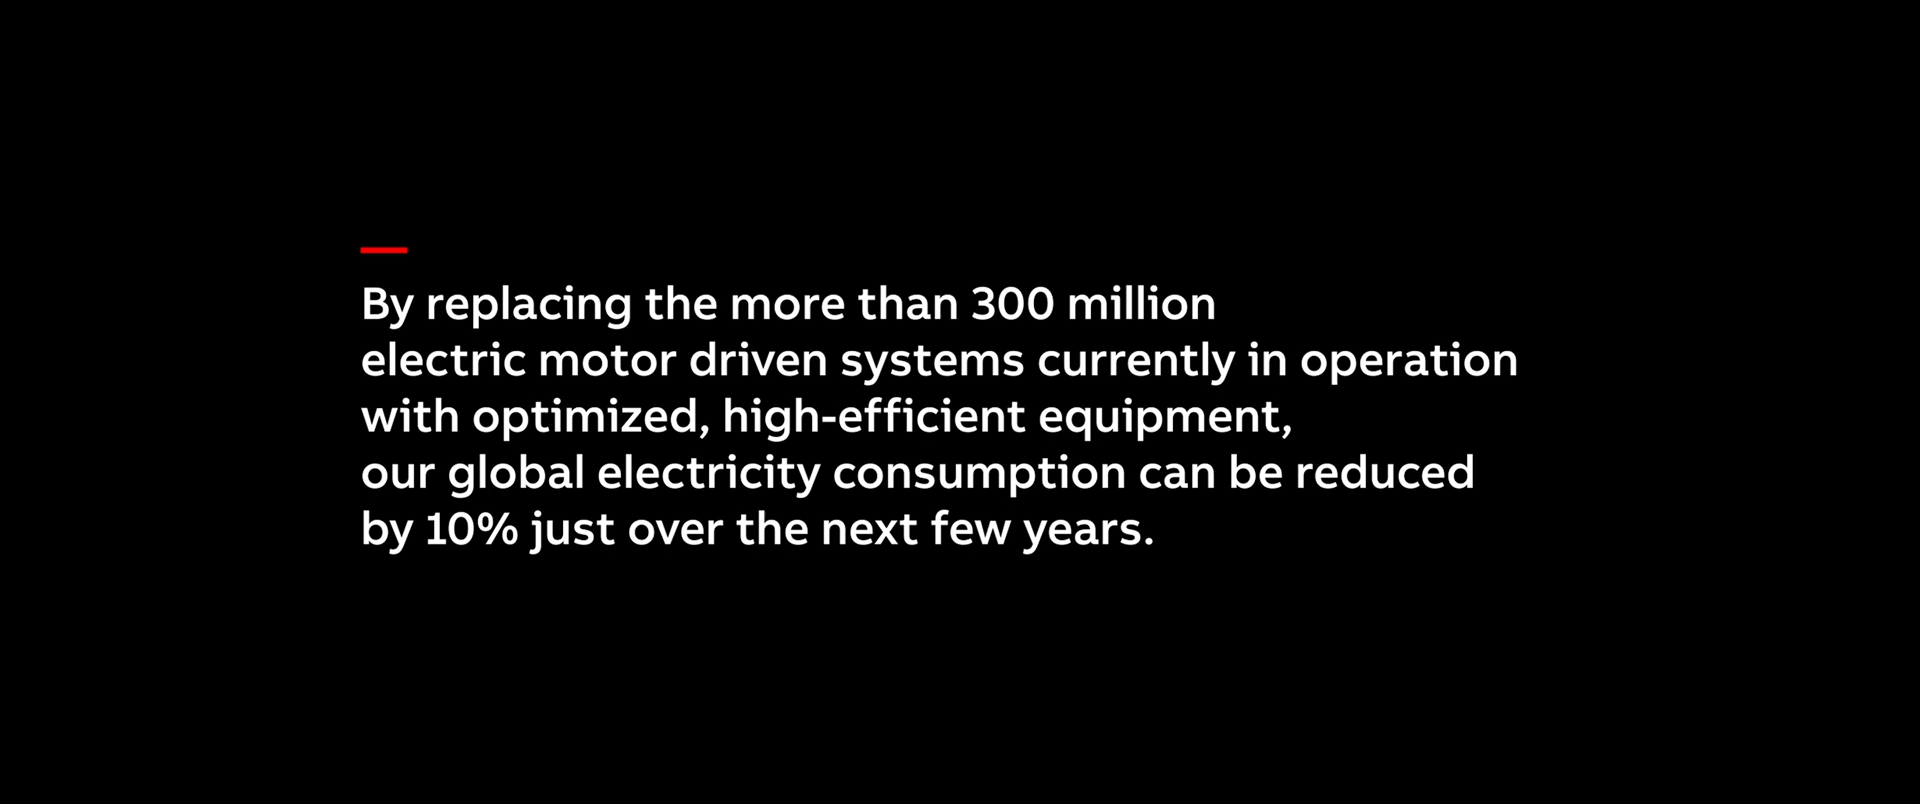 By replacing the more than 300 million
electric motor driven systems currently in operation
with optimized, high-efficient equipment,
our global electricity consumption can be reduced
by 10% just over the next few years.